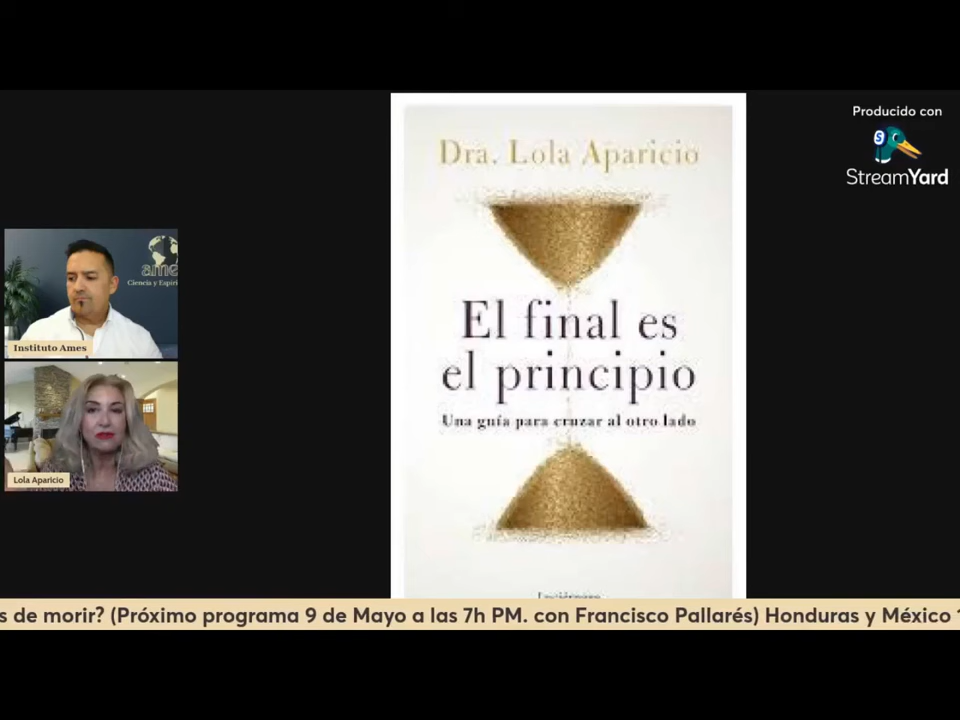 Producido con
StreamYard
Dra. Lola Aparicio
El final es
el principio
Una guía para cruzar al otro lado
ame
Ciencia y Espiri
Instituto Ames
Lola Aparicio
s de morir? (Próximo programa 9 de Mayo a las 7h PM. con Francisco Pallarés) Honduras y México